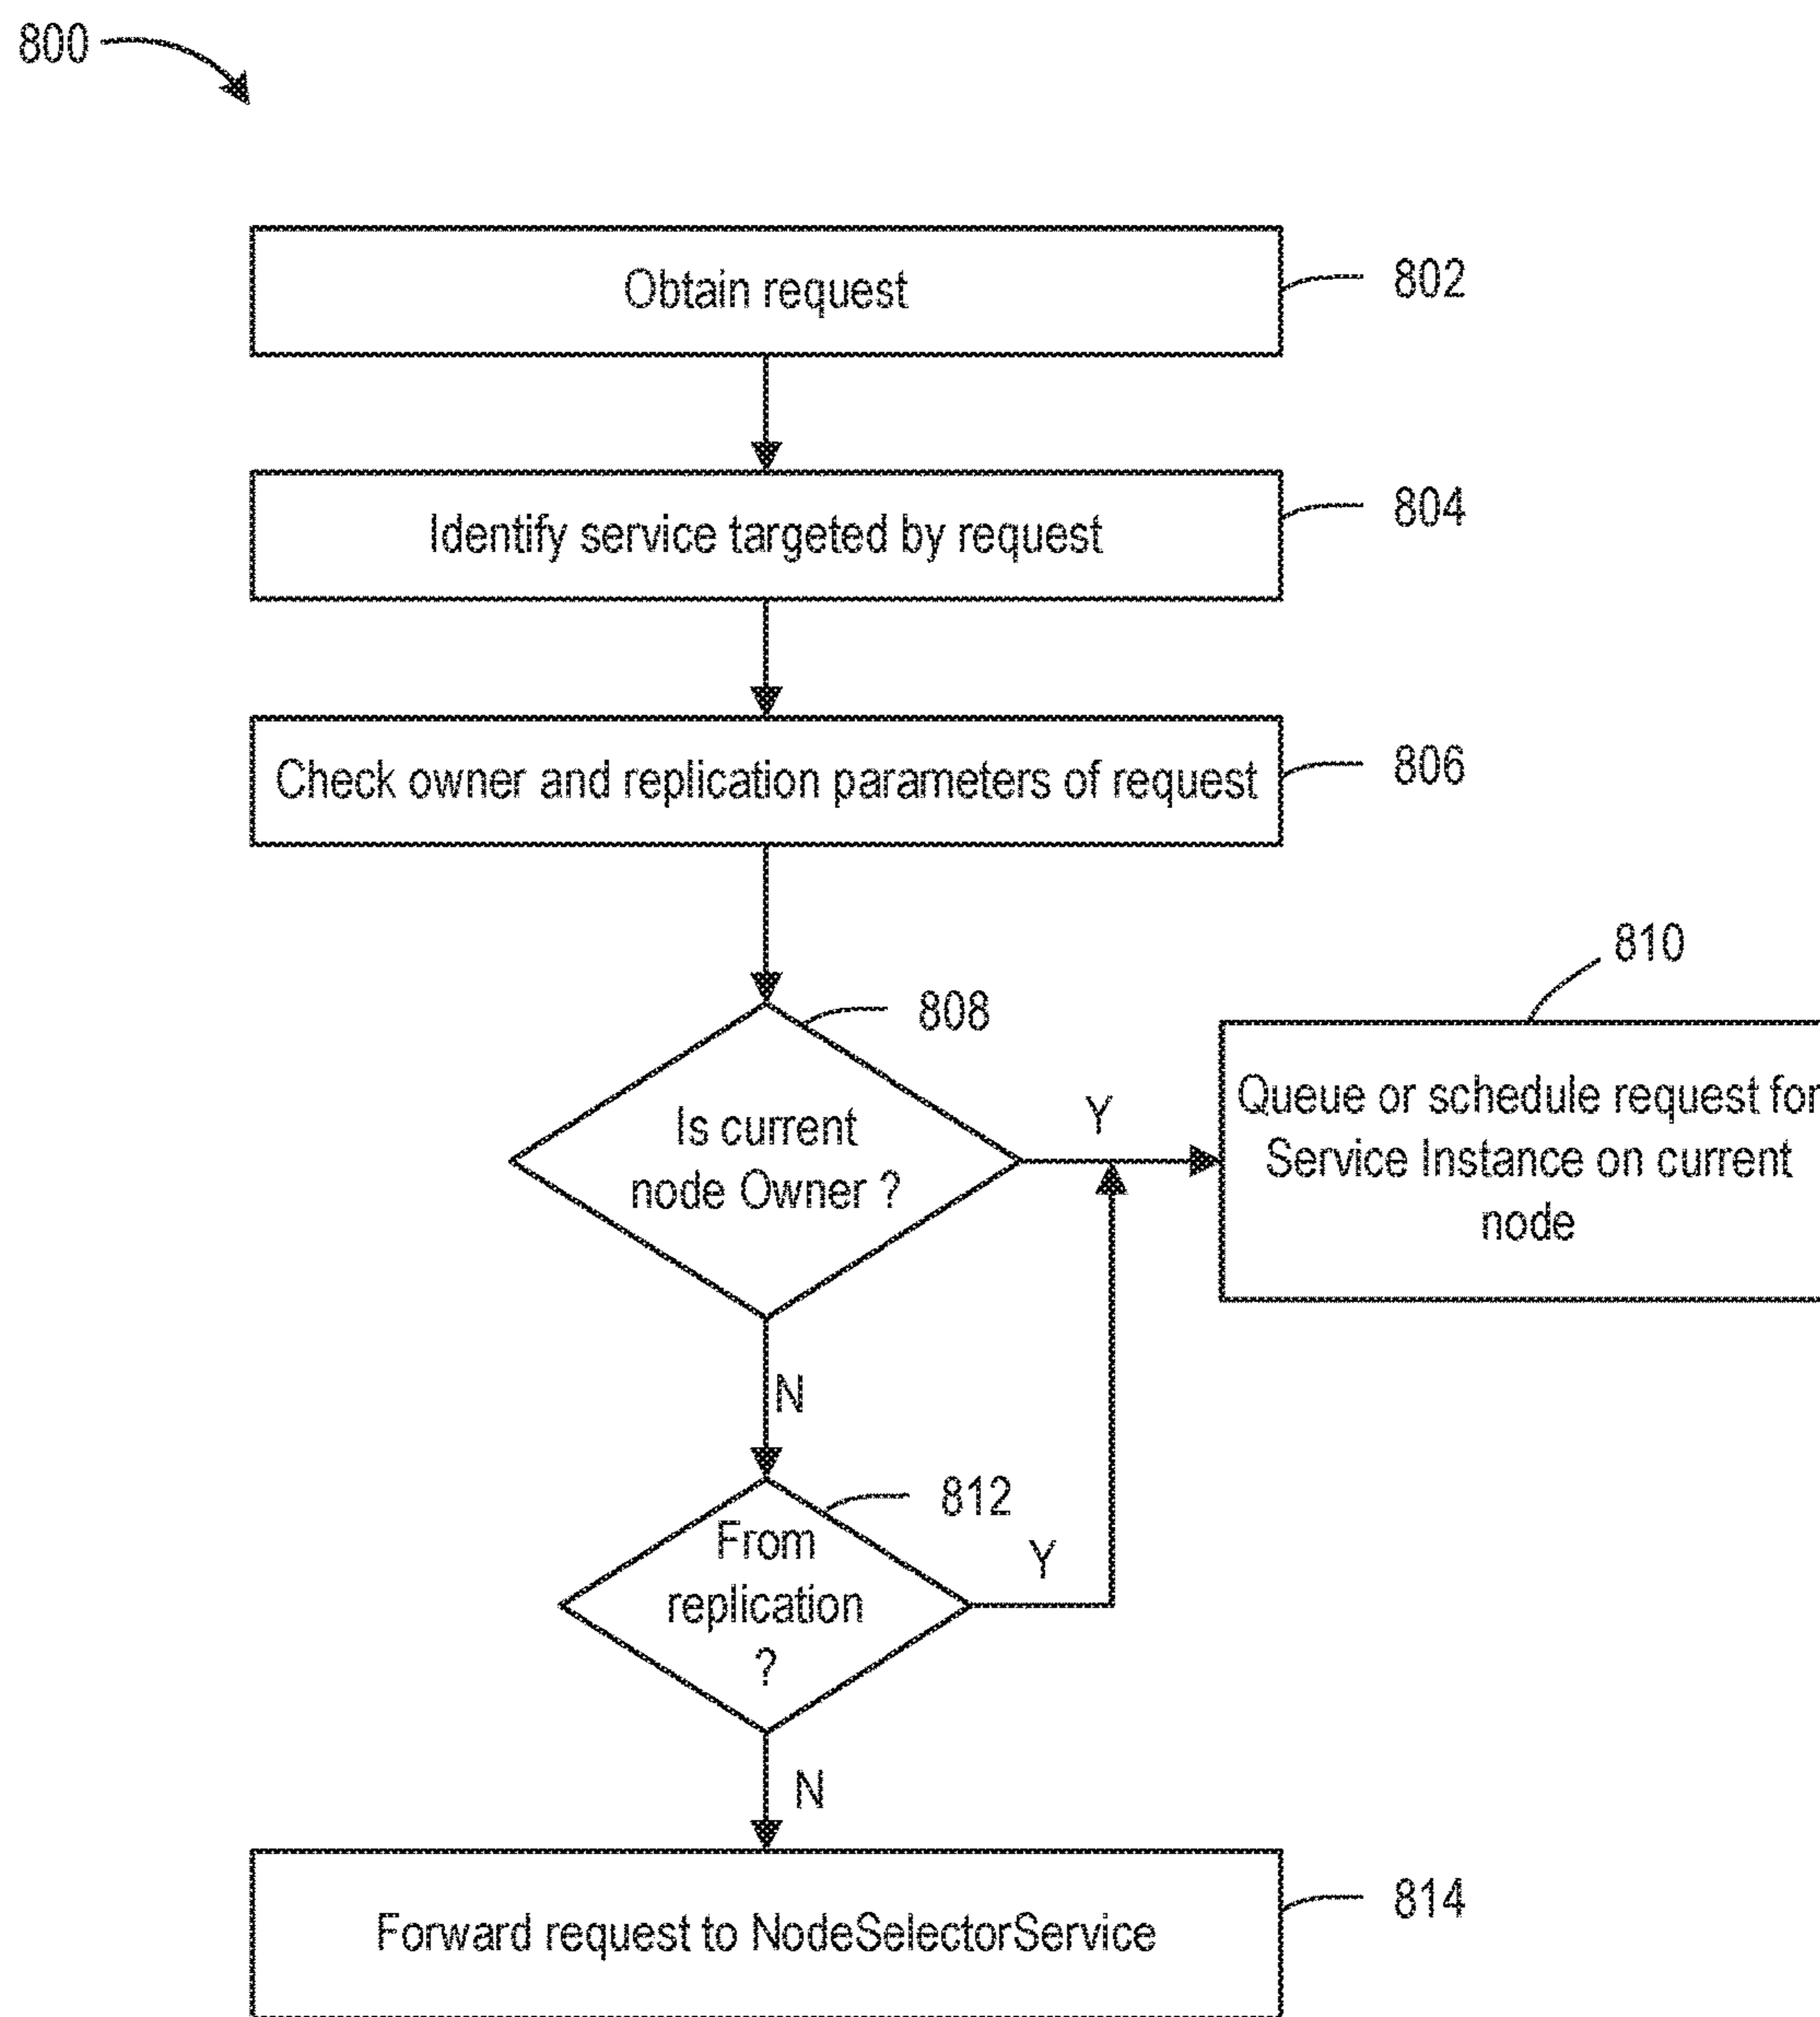 800
Obtain request
802
Identify service targeted by request
804
Check owner and replication parameters of request
806
808
Is current
node Owner ?
Y
810
Queue or schedule request for
Service Instance on current
node
N
812
From
replication
?
Y
N
Forward request to NodeSelectorService
814